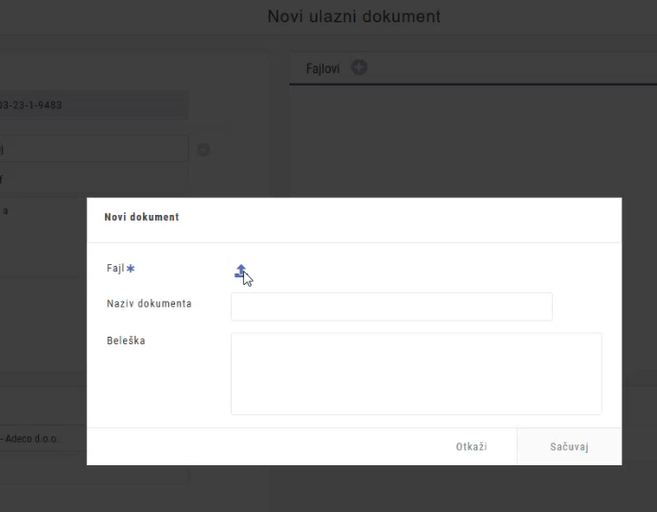 Novi ulazni dokument
Fajlovi
03-23-1-9483
a
Novi dokument
Fajl*
Naziv dokumenta
Beleška
- Adeco d.o.o.
Otkaži
Sačuvaj